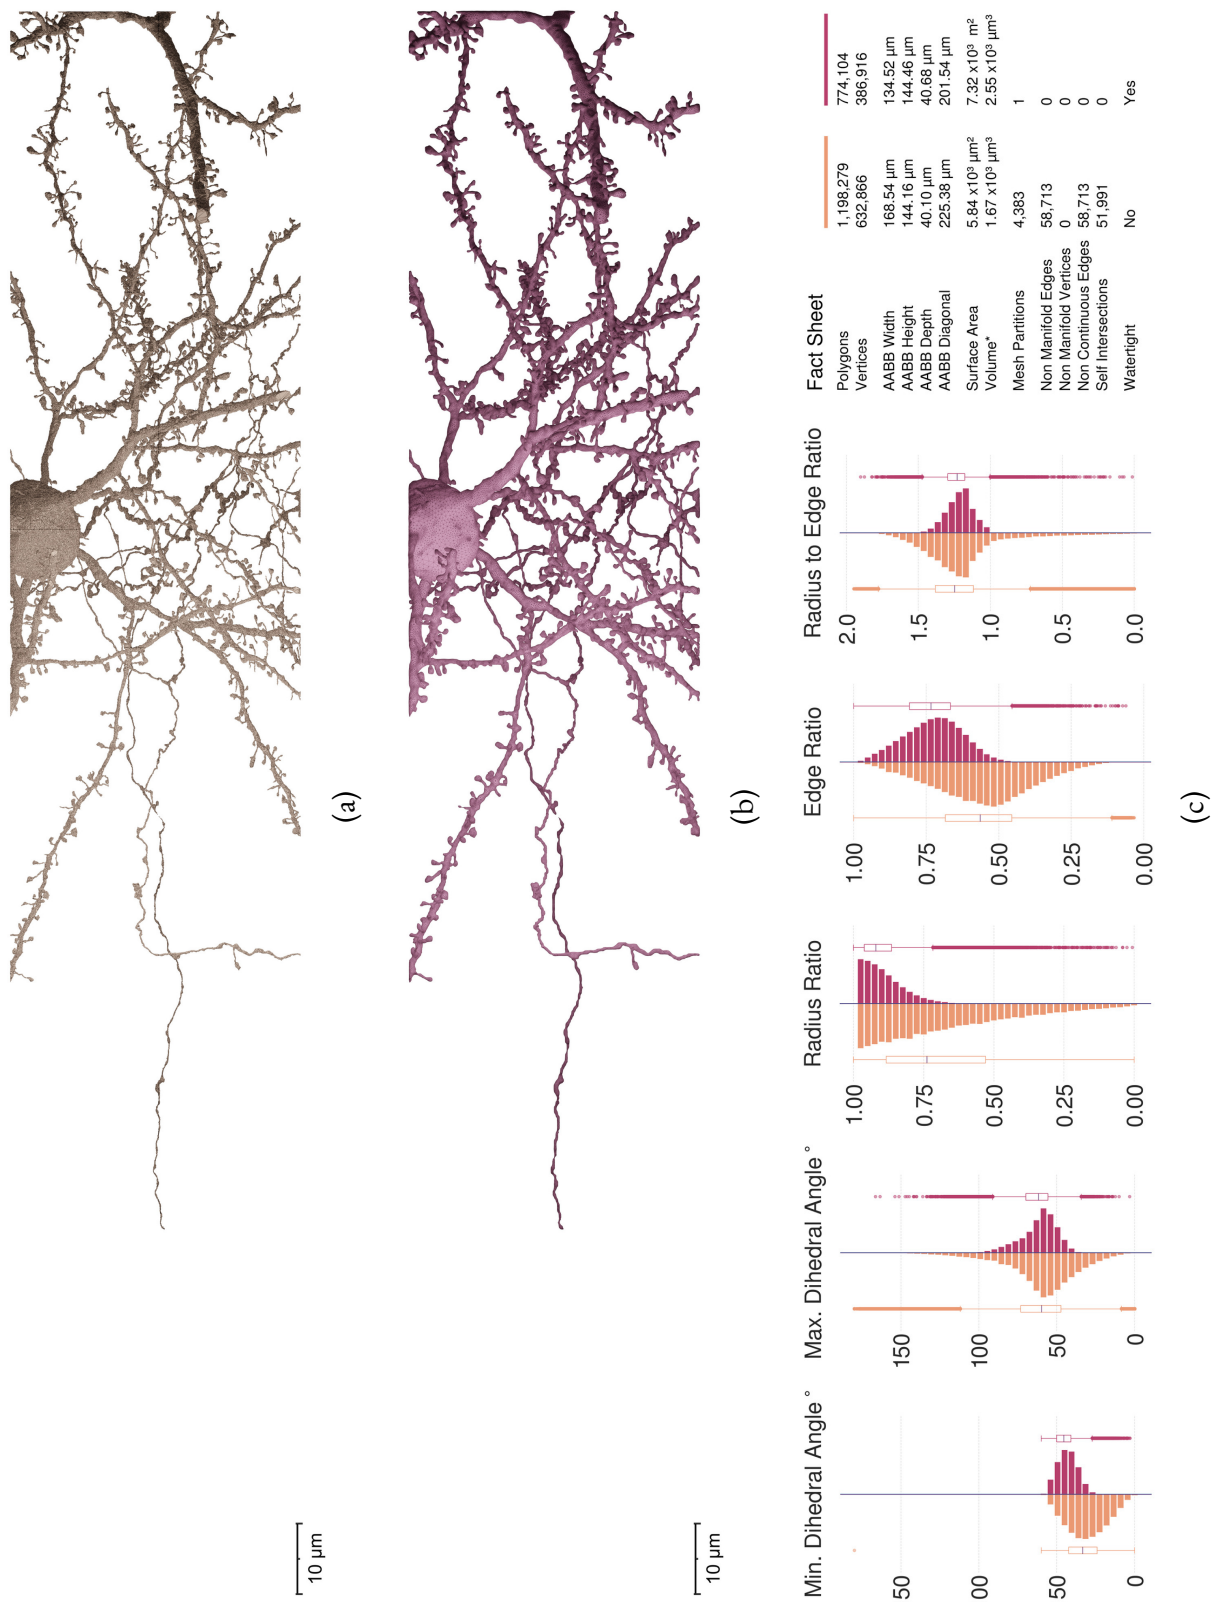 10 µm
(a)
10 µm
(b)
Min. Dihedral Angle °
50
00
50
0
Max. Dihedral Angle °
150
100
50
0
Radius Ratio
1.00
0.75
0.50
0.25
0.00
Edge Ratio
1.00
0.75
0.50
0.25
0.00
Radius to Edge Ratio
2.0
1.5
1.0
0.5
0.0
Fact Sheet
Polygons 1,198,279 774,104
Vertices 632,866 386,916
AABB Width 168.54 µm 134.52 µm
AABB Height 144.16 µm 144.46 µm
AABB Depth 40.10 µm 40.68 µm
AABB Diagonal 225.38 µm 201.54 µm
Surface Area 5.84 x10³ µm² 7.32 x10³ m²
Volume* 1.67 x10³ µm³ 2.55 x10³ µm³
Mesh Partitions 4,383 1
Non Manifold Edges 58,713 0
Non Manifold Vertices 0 0
Non Continuous Edges 58,713 0
Self Intersections 51,991 0
Watertight No Yes
(c)